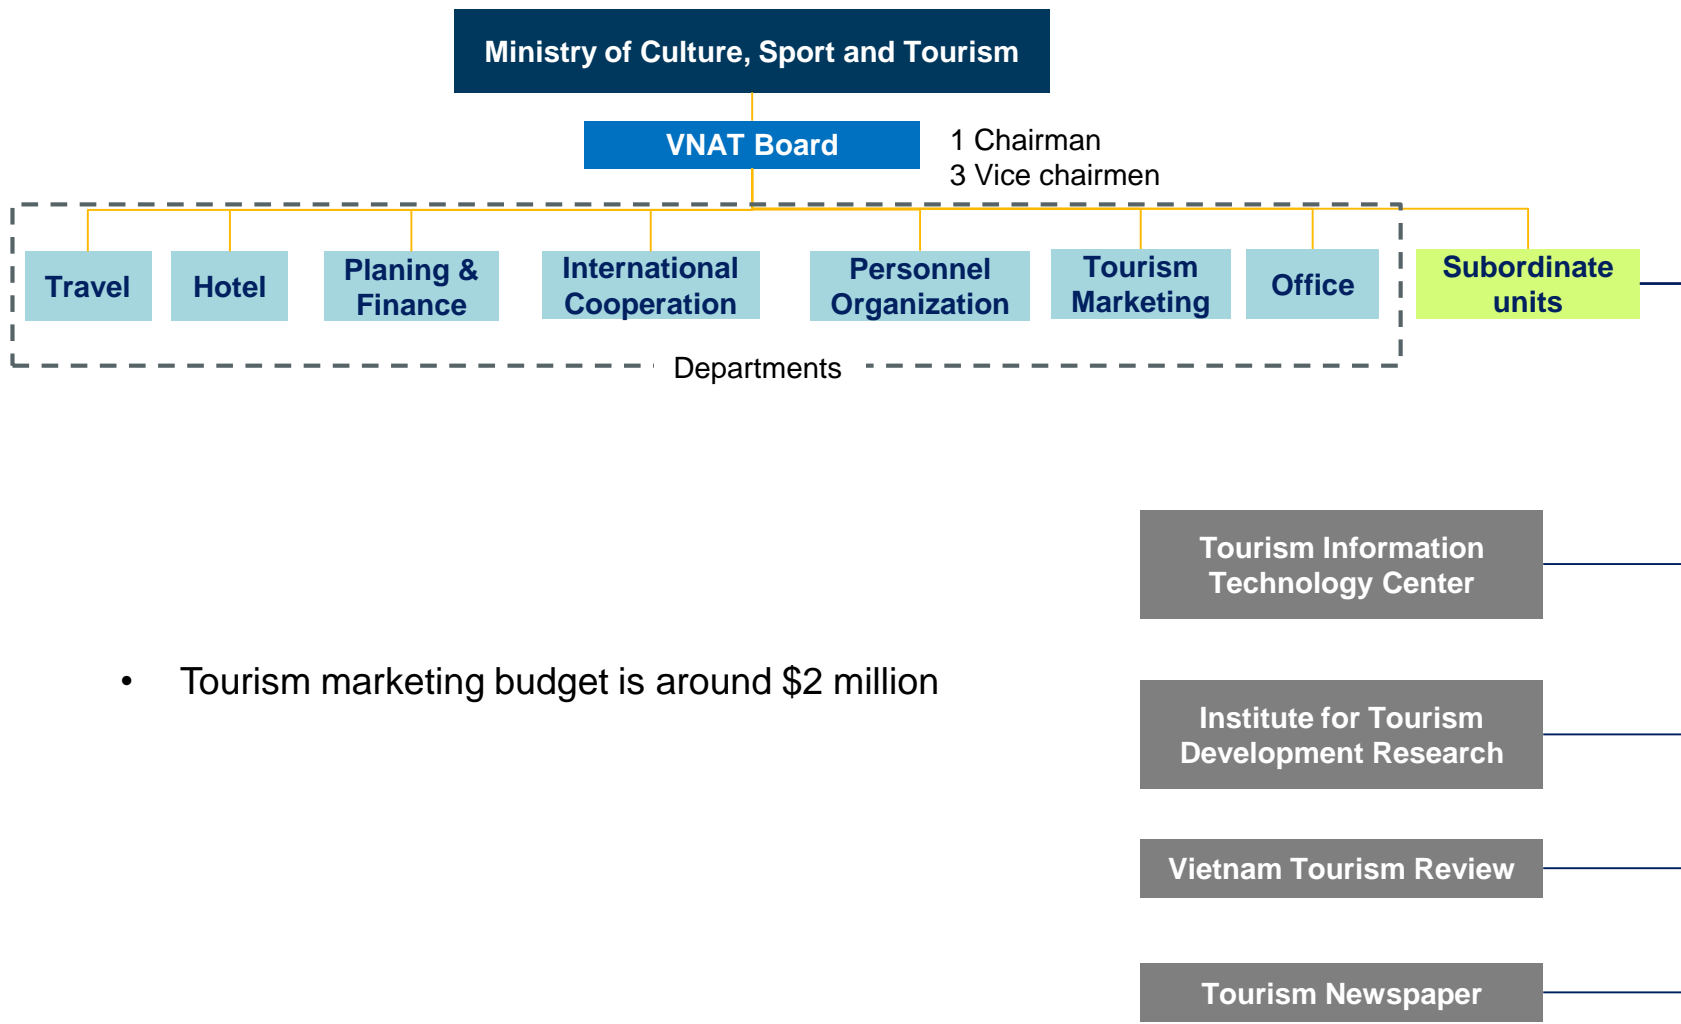 Ministry of Culture, Sport and Tourism
VNAT Board
1 Chairman
3 Vice chairmen
Travel
Hotel
Planing &
Finance
International
Cooperation
Personnel
Organization
Tourism
Marketing
Office
Subordinate
units
Departments
Tourism Information
Technology Center
• Tourism marketing budget is around $2 million
Institute for Tourism
Development Research
Vietnam Tourism Review
Tourism Newspaper